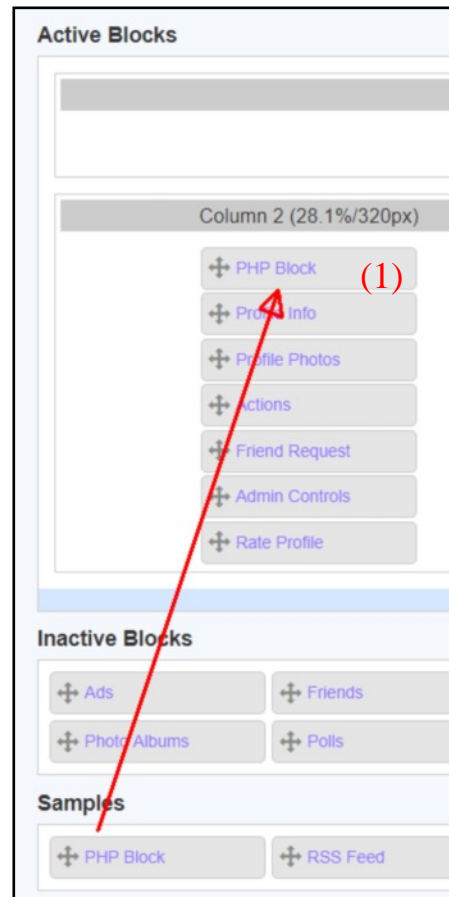 Active Blocks
Column 2 (28.1%/320px)
PHP Block (1)
Profile Info
Profile Photos
Actions
Friend Request
Admin Controls
Rate Profile
Inactive Blocks
Ads Friends
Photo Albums Polls
Samples
PHP Block RSS Feed